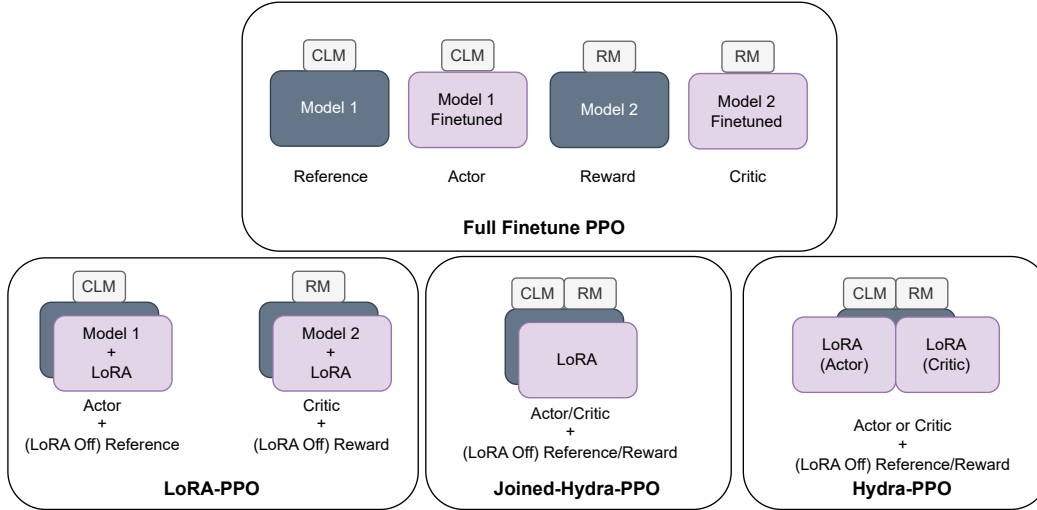 CLM
CLM
RM
RM
Model 1
Model 1
Finetuned
Model 2
Model 2
Finetuned
Reference
Actor
Reward
Critic
Full Finetune PPO
CLM
Model 1
+
LoRA
Actor
+
(LoRA Off) Reference
RM
Model 2
+
LoRA
Critic
+
(LoRA Off) Reward
LoRA-PPO
CLM
RM
LoRA
Actor/Critic
+
(LoRA Off) Reference/Reward
Joined-Hydra-PPO
CLM
RM
LoRA
(Actor)
LoRA
(Critic)
Actor or Critic
+
(LoRA Off) Reference/Reward
Hydra-PPO